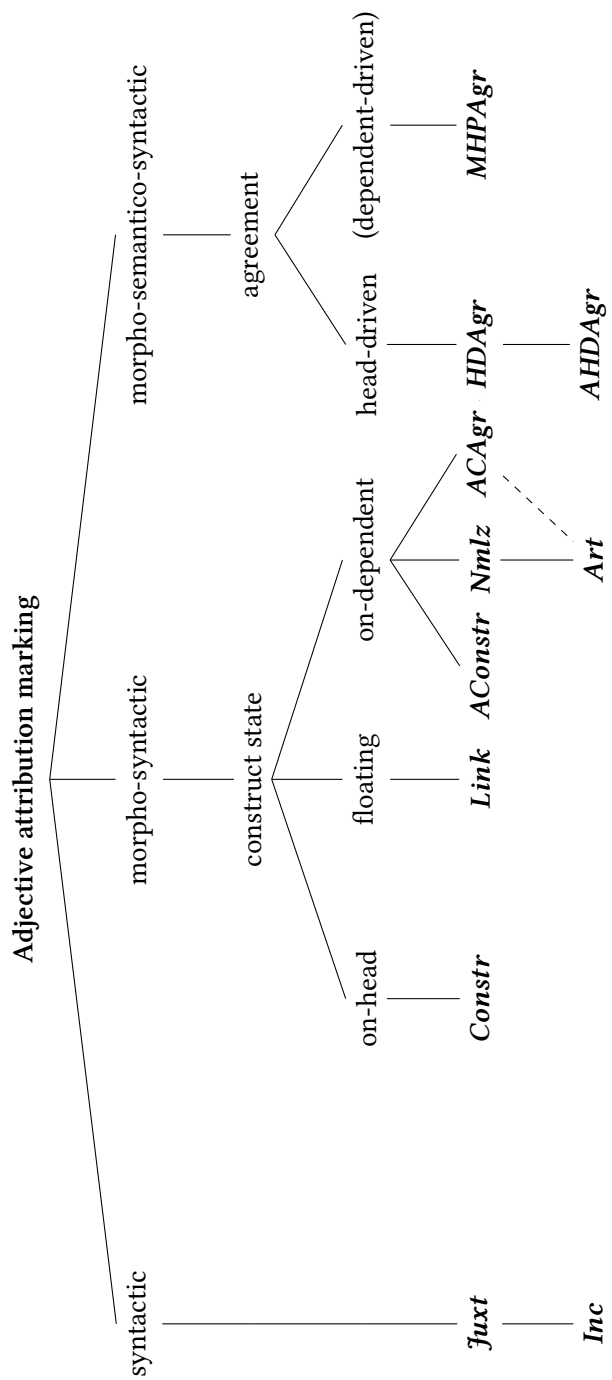 Adjective attribution marking
syntactic morpho-syntactic morpho-semantico-syntactic
construct state agreement
on-head floating on-dependent head-driven (dependent-driven)
Juxt Constr Link AConstr Nmlz ACAgr HDAgr MHPAgr
Inc Art AHDAgr